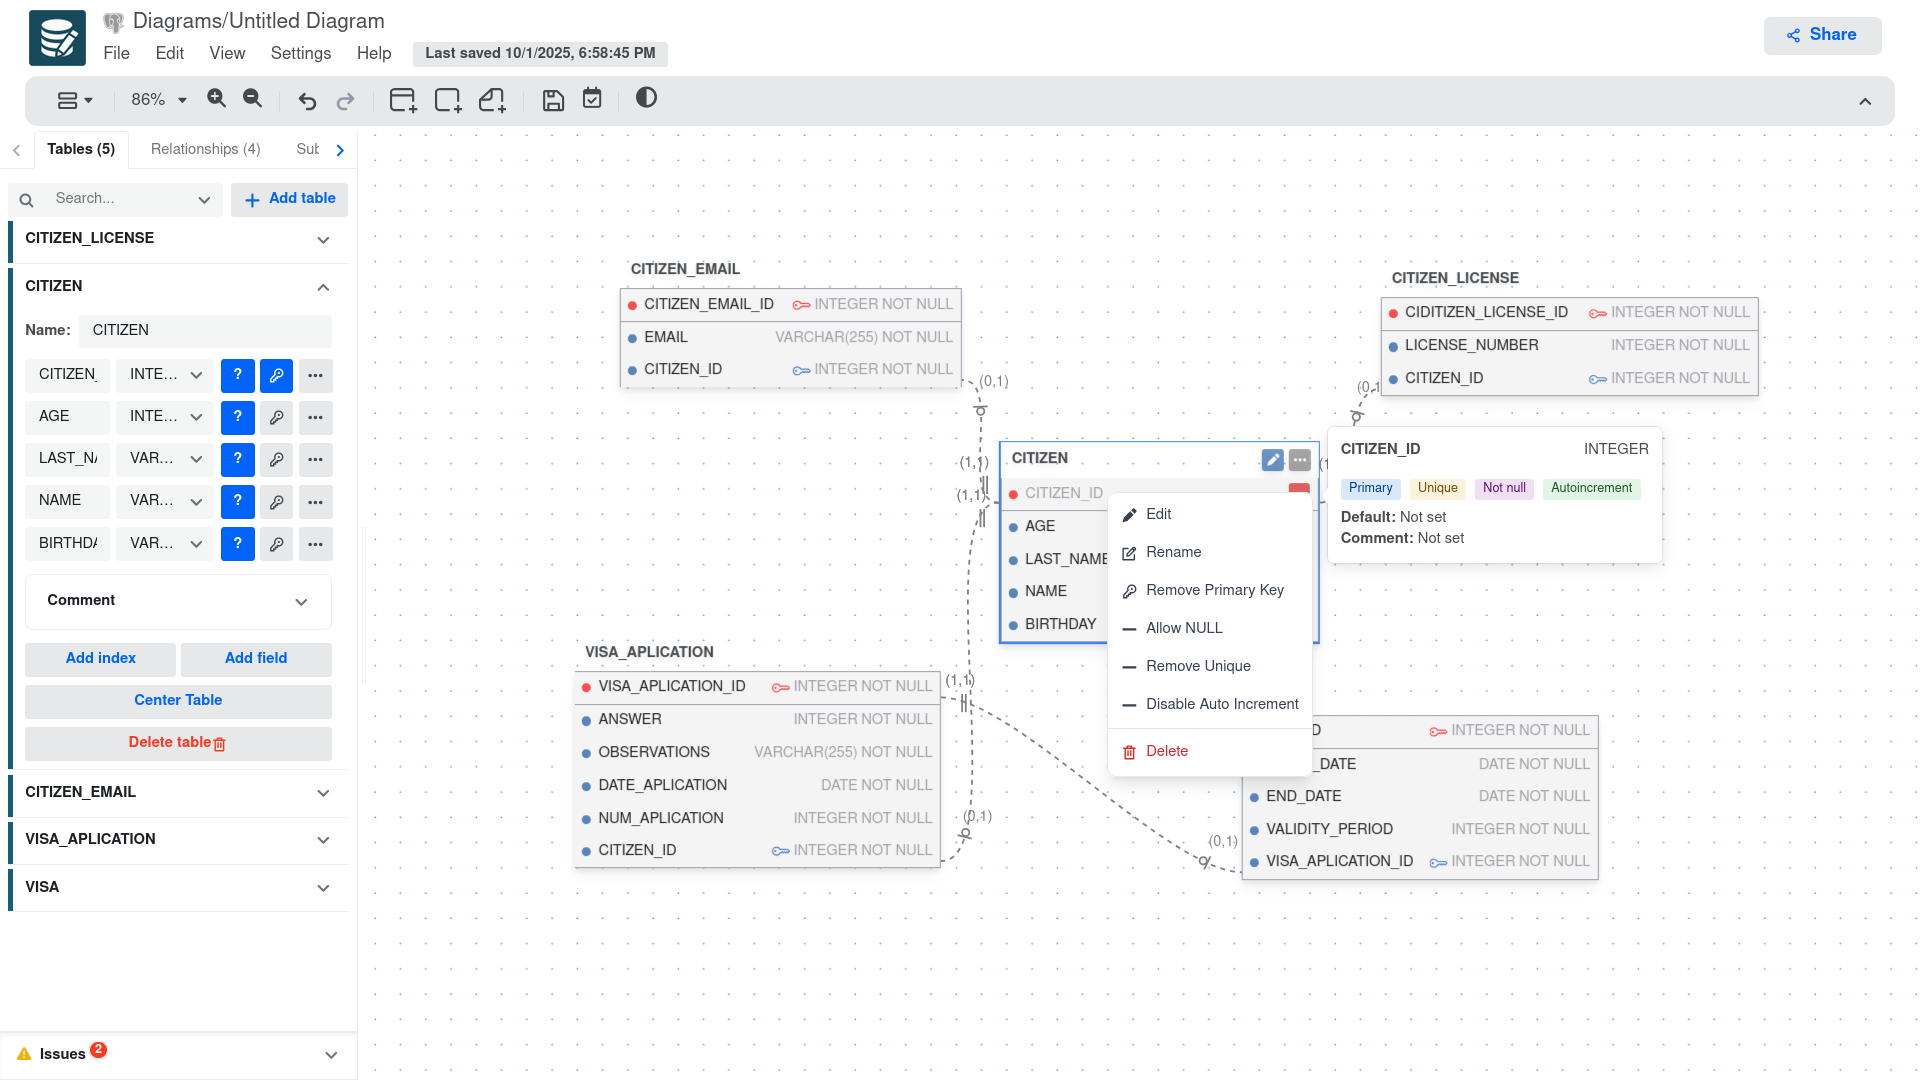 Diagrams/Untitled Diagram
File Edit View Settings Help Last saved 10/1/2025, 6:58:45 PM
Share
86%
Tables (5) Relationships (4) Sub
Search... Add table
CITIZEN_LICENSE
CITIZEN
Name: CITIZEN
CITIZEN_ INTE... ? ...
AGE INTE... ? ...
LAST_NA VAR... ? ...
NAME VAR... ? ...
BIRTHDA VAR... ? ...
Comment
Add index Add field
Center Table
Delete table
CITIZEN_EMAIL
VISA_APLICATION
VISA
Issues 2
CITIZEN_EMAIL
CITIZEN_EMAIL_ID INTEGER NOT NULL
EMAIL VARCHAR(255) NOT NULL
CITIZEN_ID INTEGER NOT NULL
(0,1)
CITIZEN_LICENSE
CIDITIZEN_LICENSE_ID INTEGER NOT NULL
LICENSE_NUMBER INTEGER NOT NULL
CITIZEN_ID INTEGER NOT NULL
(0,1
(1,1)
(1,1)
(1
CITIZEN
CITIZEN_ID
AGE
LAST_NAME
NAME
BIRTHDAY
Edit
Rename
Remove Primary Key
Allow NULL
Remove Unique
Disable Auto Increment
Delete
CITIZEN_ID INTEGER
Primary Unique Not null Autoincrement
Default: Not set
Comment: Not set
VISA_APLICATION
VISA_APLICATION_ID INTEGER NOT NULL
ANSWER INTEGER NOT NULL
OBSERVATIONS VARCHAR(255) NOT NULL
DATE_APLICATION DATE NOT NULL
NUM_APLICATION INTEGER NOT NULL
CITIZEN_ID INTEGER NOT NULL
(1,1)
(0,1)
(0,1)
D INTEGER NOT NULL
_DATE DATE NOT NULL
END_DATE DATE NOT NULL
VALIDITY_PERIOD INTEGER NOT NULL
VISA_APLICATION_ID INTEGER NOT NULL